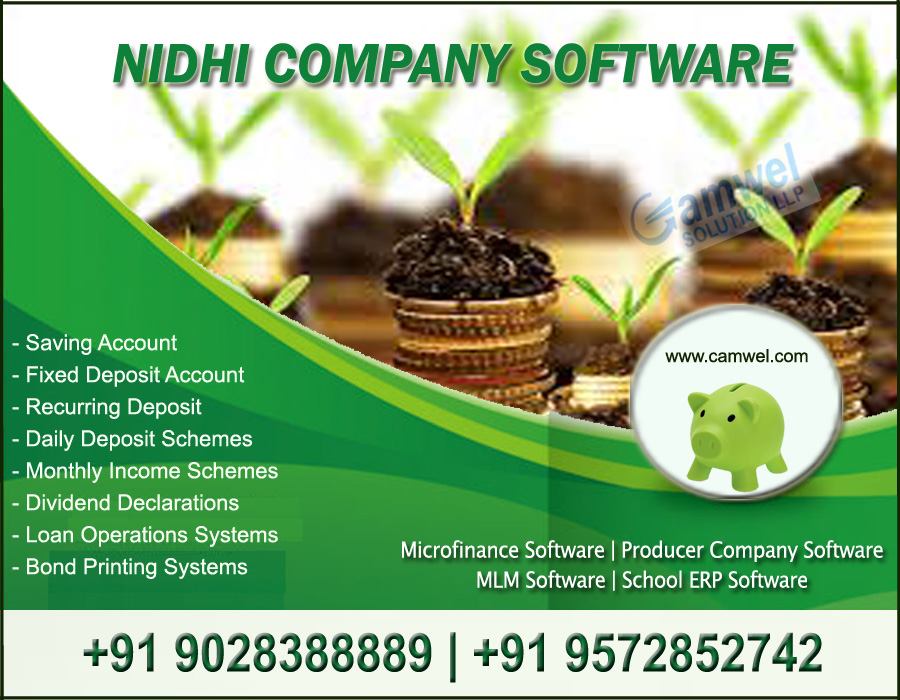 NIDHI COMPANY SOFTWARE
Camwel
SOLUTION LLP
www.camwel.com
- Saving Account
- Fixed Deposit Account
- Recurring Deposit
- Daily Deposit Schemes
- Monthly Income Schemes
- Dividend Declarations
- Loan Operations Systems
- Bond Printing Systems
Microfinance Software | Producer Company Software
MLM Software | School ERP Software
+91 9028388889 | +91 9572852742